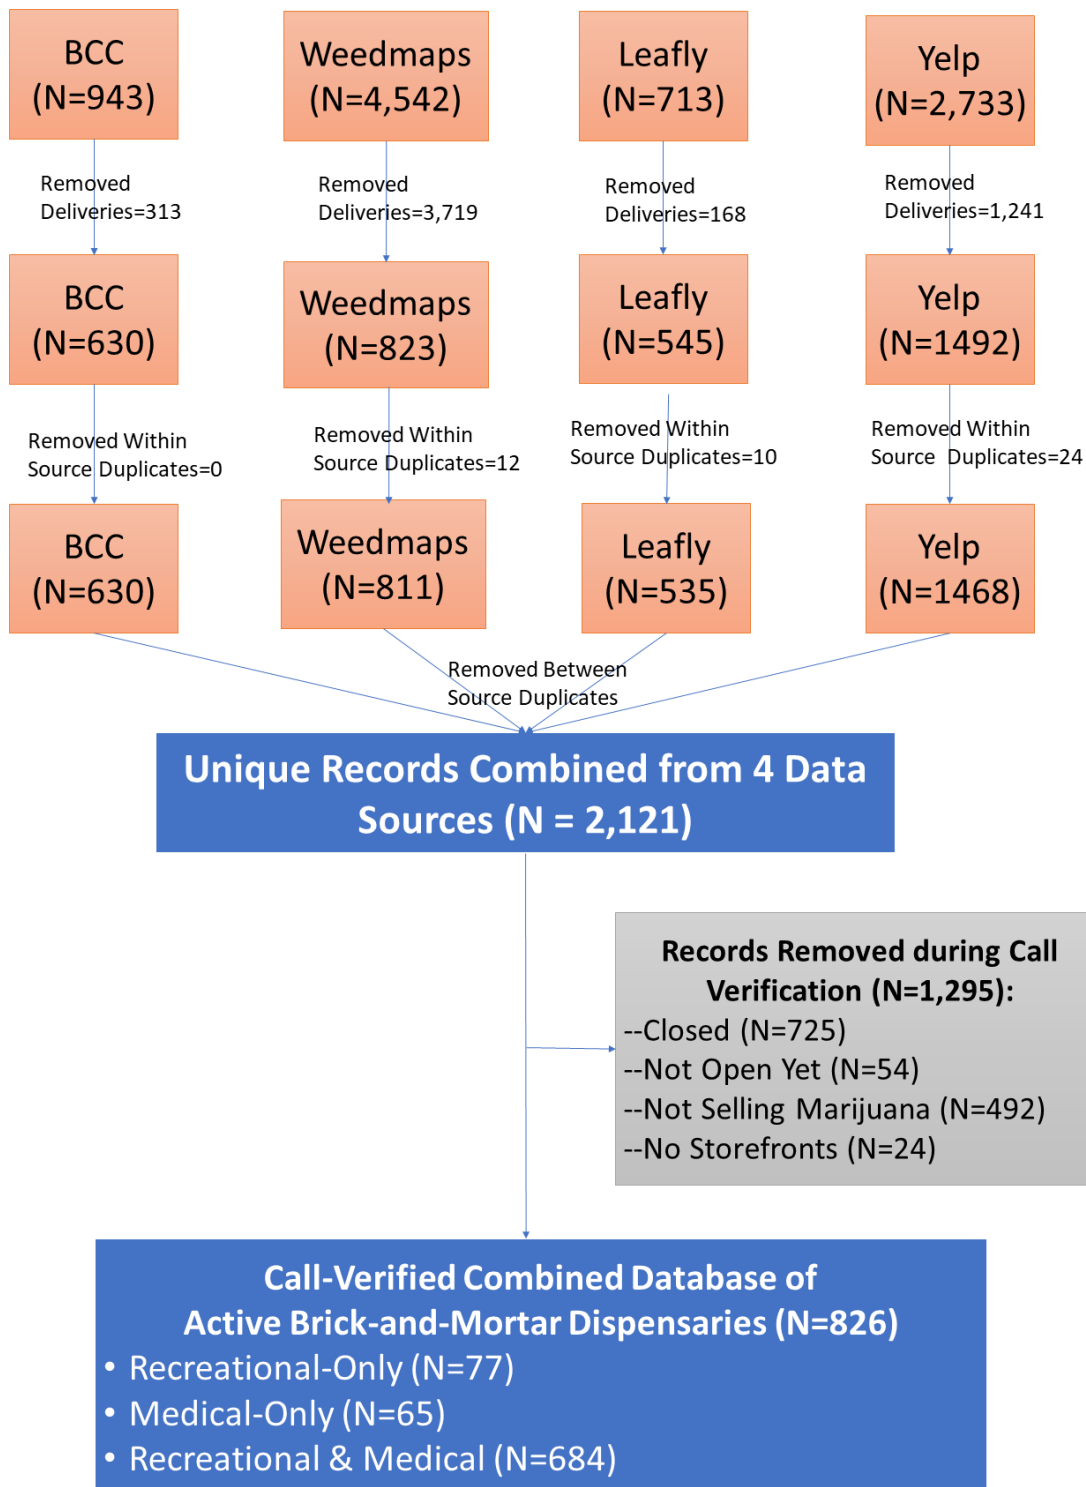 BCC
(N=943)
Weedmaps
(N=4,542)
Leafly
(N=713)
Yelp
(N=2,733)
Removed
Deliveries=313
Removed
Deliveries=3,719
Removed
Deliveries=168
Removed
Deliveries=1,241
BCC
(N=630)
Weedmaps
(N=823)
Leafly
(N=545)
Yelp
(N=1492)
Removed Within
Source Duplicates=0
Removed Within
Source Duplicates=12
Removed Within
Source Duplicates=10
Removed Within
Source  Duplicates=24
BCC
(N=630)
Weedmaps
(N=811)
Leafly
(N=535)
Yelp
(N=1468)
Removed Between
Source Duplicates
Unique Records Combined from 4 Data
Sources (N = 2,121)
Records Removed during Call
Verification (N=1,295):
--Closed (N=725)
--Not Open Yet (N=54)
--Not Selling Marijuana (N=492)
--No Storefronts (N=24)
Call-Verified Combined Database of
Active Brick-and-Mortar Dispensaries (N=826)
• Recreational-Only (N=77)
• Medical-Only (N=65)
• Recreational & Medical (N=684)